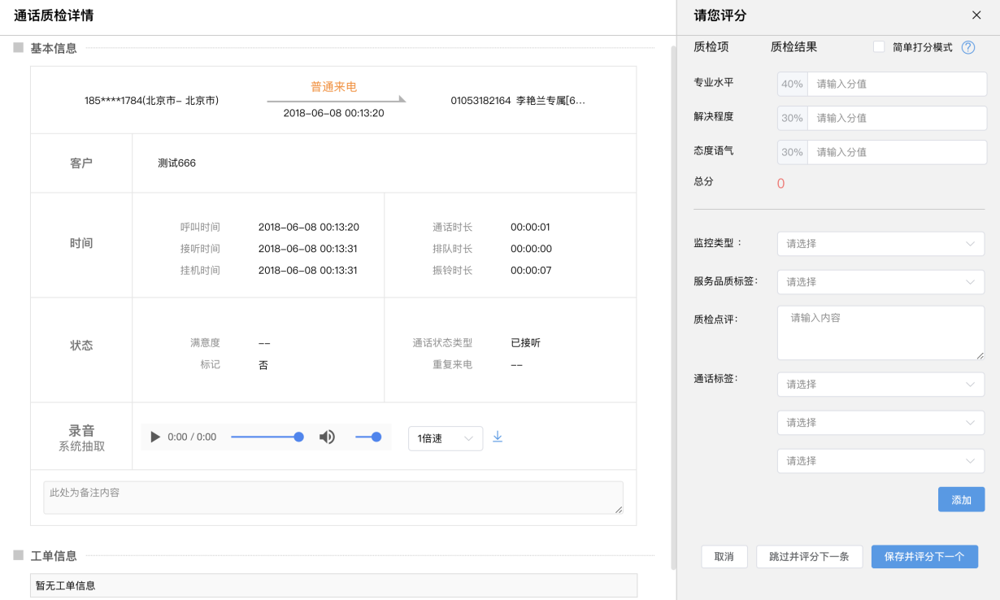 通话质检详情
基本信息
185****1784(北京市– 北京市)
普通来电
2018–06–08 00:13:20
01053182164 李艳兰专属[6...
客户
测试666
时间
呼叫时间 2018–06–08 00:13:20
接听时间 2018–06–08 00:13:31
挂机时间 2018–06–08 00:13:31
通话时长 00:00:01
排队时长 00:00:00
振铃时长 00:00:07
状态
满意度 ––
标记 否
通话状态类型 已接听
重复来电 ––
录音
系统抽取
0:00 / 0:00
1倍速
此处为备注内容
工单信息
暂无工单信息
请您评分
质检项 质检结果 简单打分模式 ?
专业水平 40% 请输入分值
解决程度 30% 请输入分值
态度语气 30% 请输入分值
总分 0
监控类型： 请选择
服务品质标签: 请选择
质检点评: 请输入内容
通话标签: 请选择
请选择
请选择
添加
取消 跳过并评分下一条 保存并评分下一个